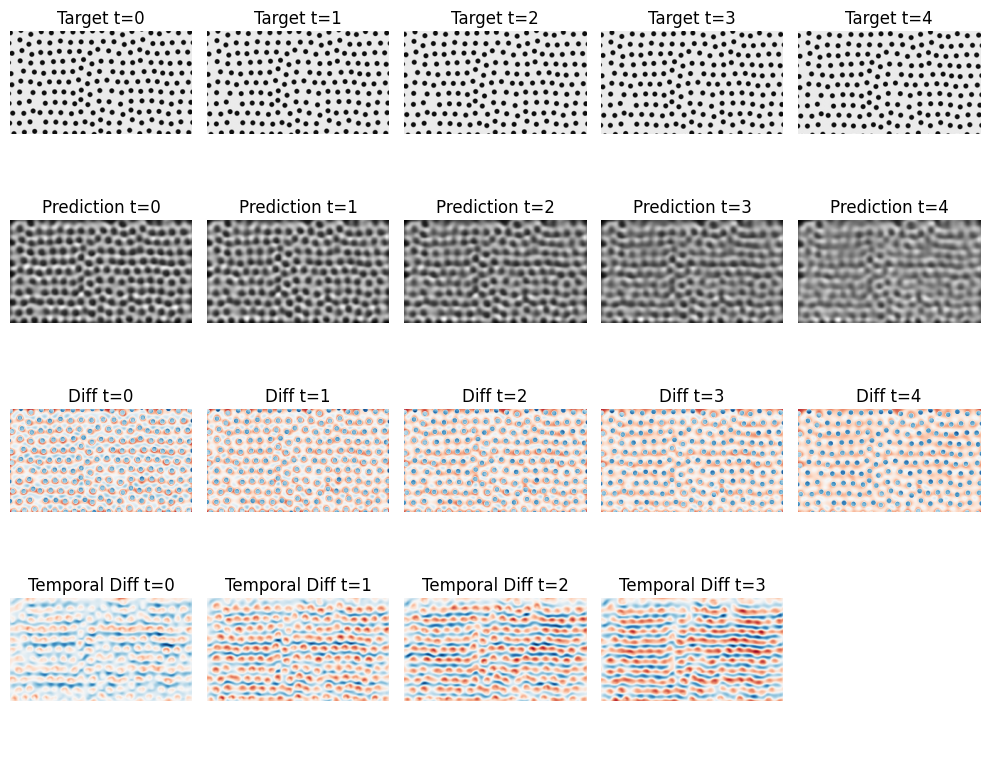 Target t=0 Target t=1 Target t=2 Target t=3 Target t=4
Prediction t=0 Prediction t=1 Prediction t=2 Prediction t=3 Prediction t=4
Diff t=0 Diff t=1 Diff t=2 Diff t=3 Diff t=4
Temporal Diff t=0 Temporal Diff t=1 Temporal Diff t=2 Temporal Diff t=3